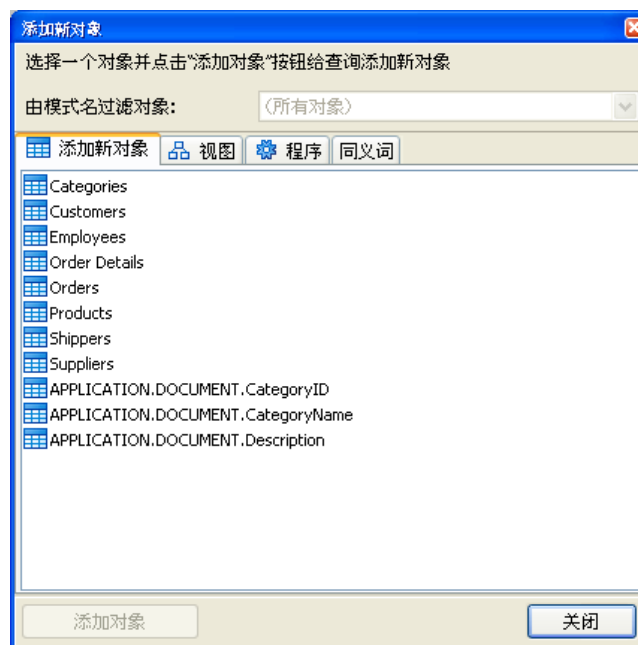 添加新对象
选择一个对象并点击"添加对象"按钮给查询添加新对象
由模式名过滤对象: (所有对象)
添加新对象 视图 程序 同义词
Categories
Customers
Employees
Order Details
Orders
Products
Shippers
Suppliers
APPLICATION.DOCUMENT.CategoryID
APPLICATION.DOCUMENT.CategoryName
APPLICATION.DOCUMENT.Description
添加对象 关闭